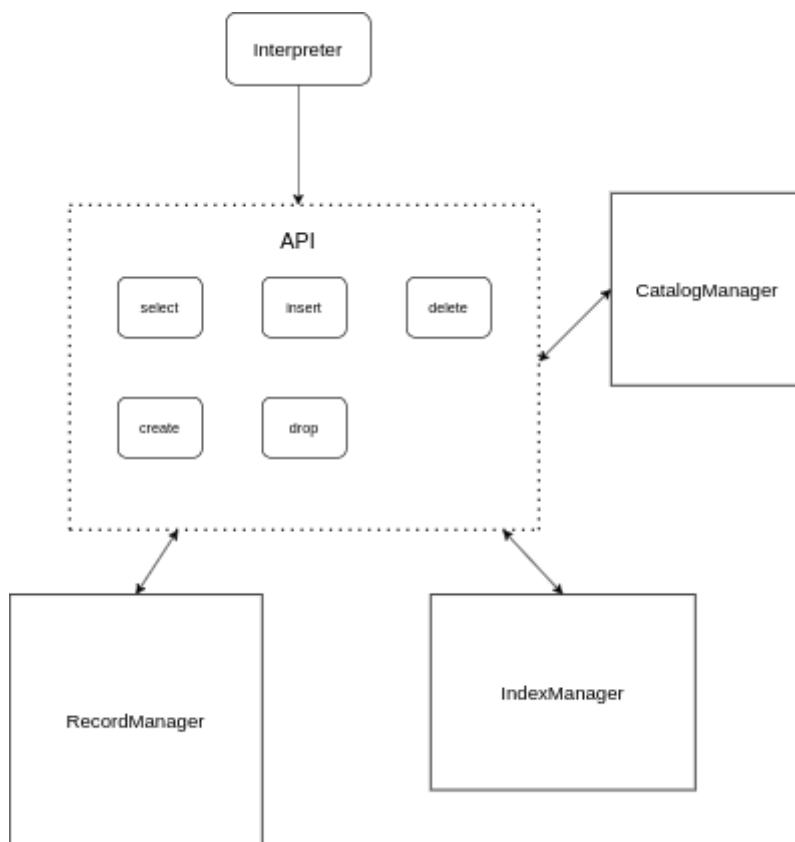 Interpreter
API
select
insert
delete
CatalogManager
create
drop
RecordManager
IndexManager